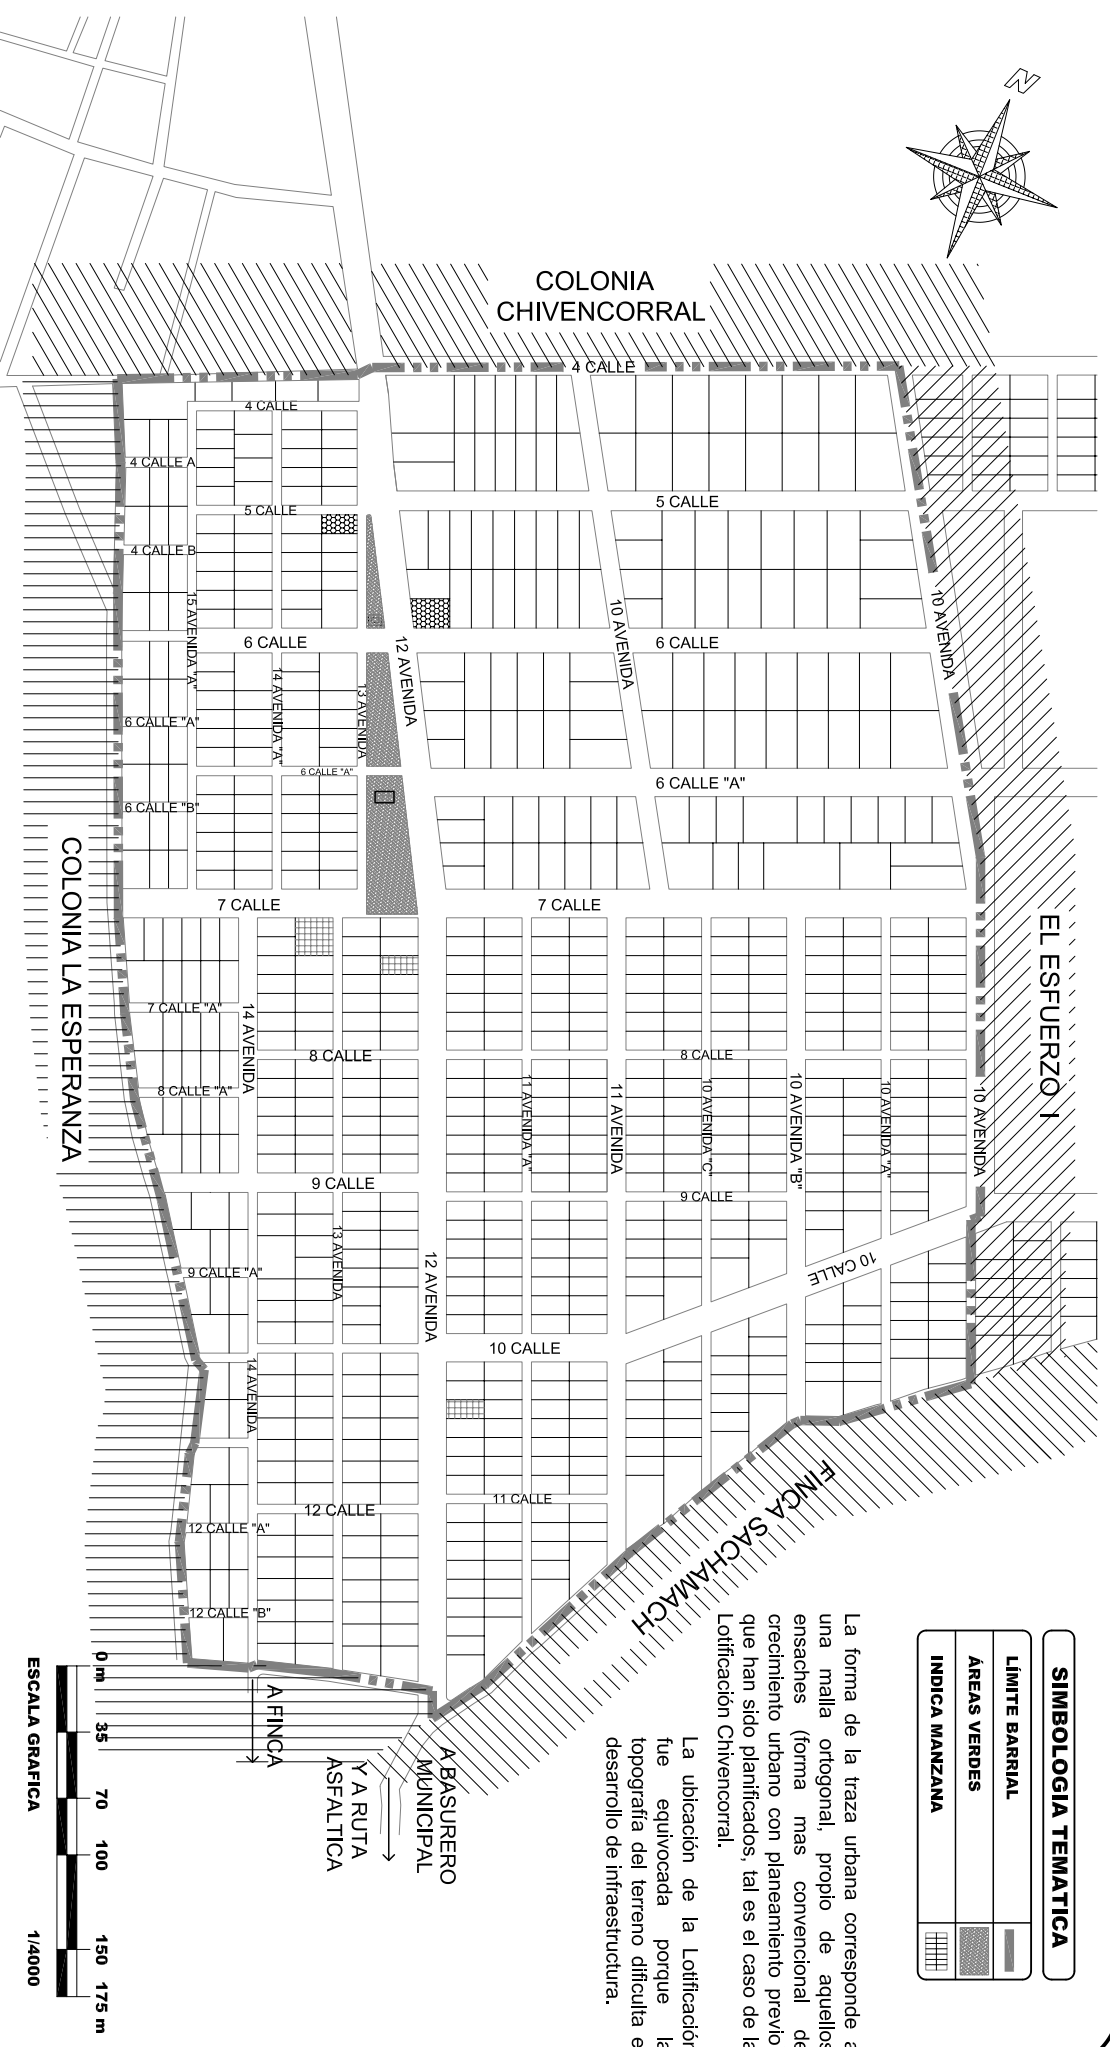 N
COLONIA
CHIVENCORRAL
4 CALLE
4 CALLE
4 CALLE A
5 CALLE
5 CALLE
4 CALLE B
15 AVENIDA "A"
10 AVENIDA
10 AVENIDA
6 CALLE
12 AVENIDA
6 CALLE
14 AVENIDA "A"
13 AVENIDA
6 CALLE "A"
6 CALLE "A"
6 CALLE "A"
6 CALLE "B"
COLONIA LA ESPERANZA
7 CALLE
7 CALLE
EL ESFUERZO I
7 CALLE "A"
14 AVENIDA
8 CALLE
8 CALLE
8 CALLE "A"
11 AVENIDA "A"
11 AVENIDA
10 AVENIDA "C"
10 AVENIDA "B"
10 AVENIDA "A"
10 AVENIDA
9 CALLE
9 CALLE
13 AVENIDA
12 AVENIDA
9 CALLE "A"
10 CALLE
10 CALLE
14 AVENIDA
11 CALLE
12 CALLE
12 CALLE "A"
12 CALLE "B"
FINCA SACHAMACH
A FINCA
Y A RUTA
ASFALTICA
A BASURERO
MUNICIPAL
SIMBOLOGIA TEMATICA
LÍMITE BARRIAL
ÁREAS VERDES
INDICA MANZANA
La forma de la traza urbana corresponde a
una malla ortogonal, propio de aquellos
ensaches (forma mas convencional de
crecimiento urbano con planeamiento previo
que han sido planificados, tal es el caso de la
Lotificación Chivencorral.
La ubicación de la Lotificación
fue equivocada porque la
topografía del terreno dificulta e
desarrollo de infraestructura.
0 m 35 70 100 150 175 m
ESCALA GRAFICA 1/4000